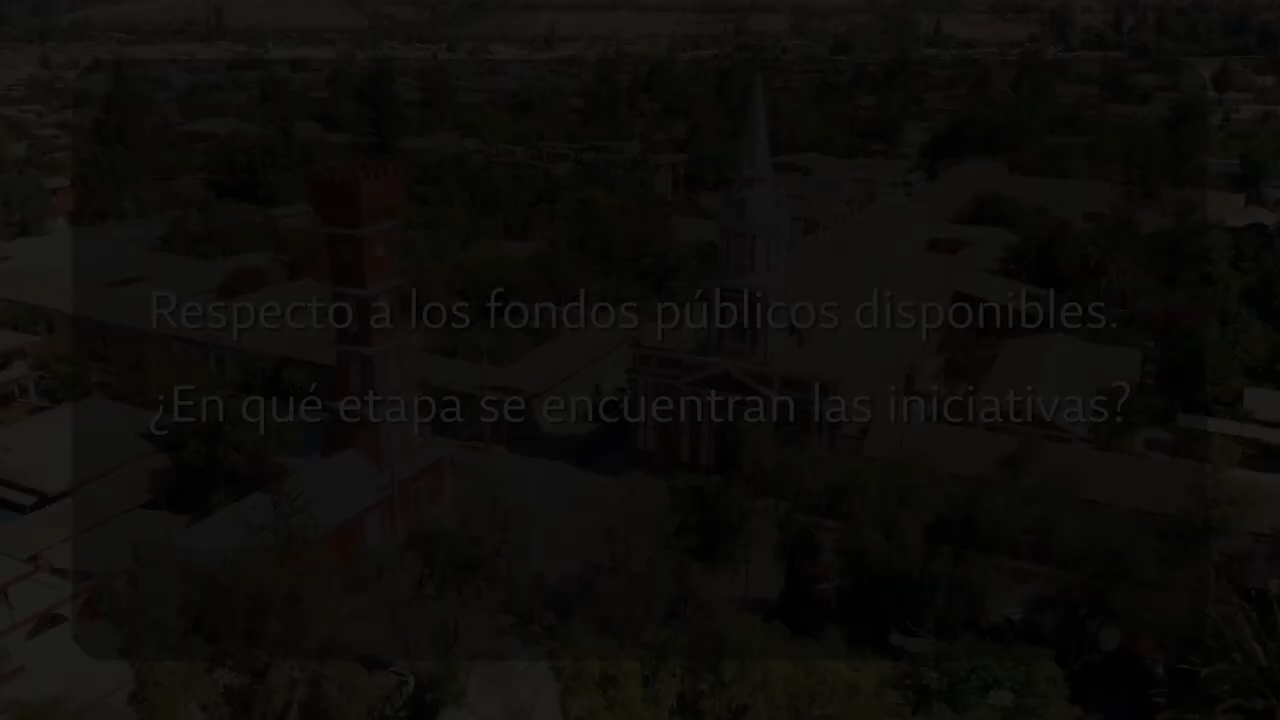 Respecto a los fondos públicos disponibles.
¿En qué etapa se encuentran las iniciativas?